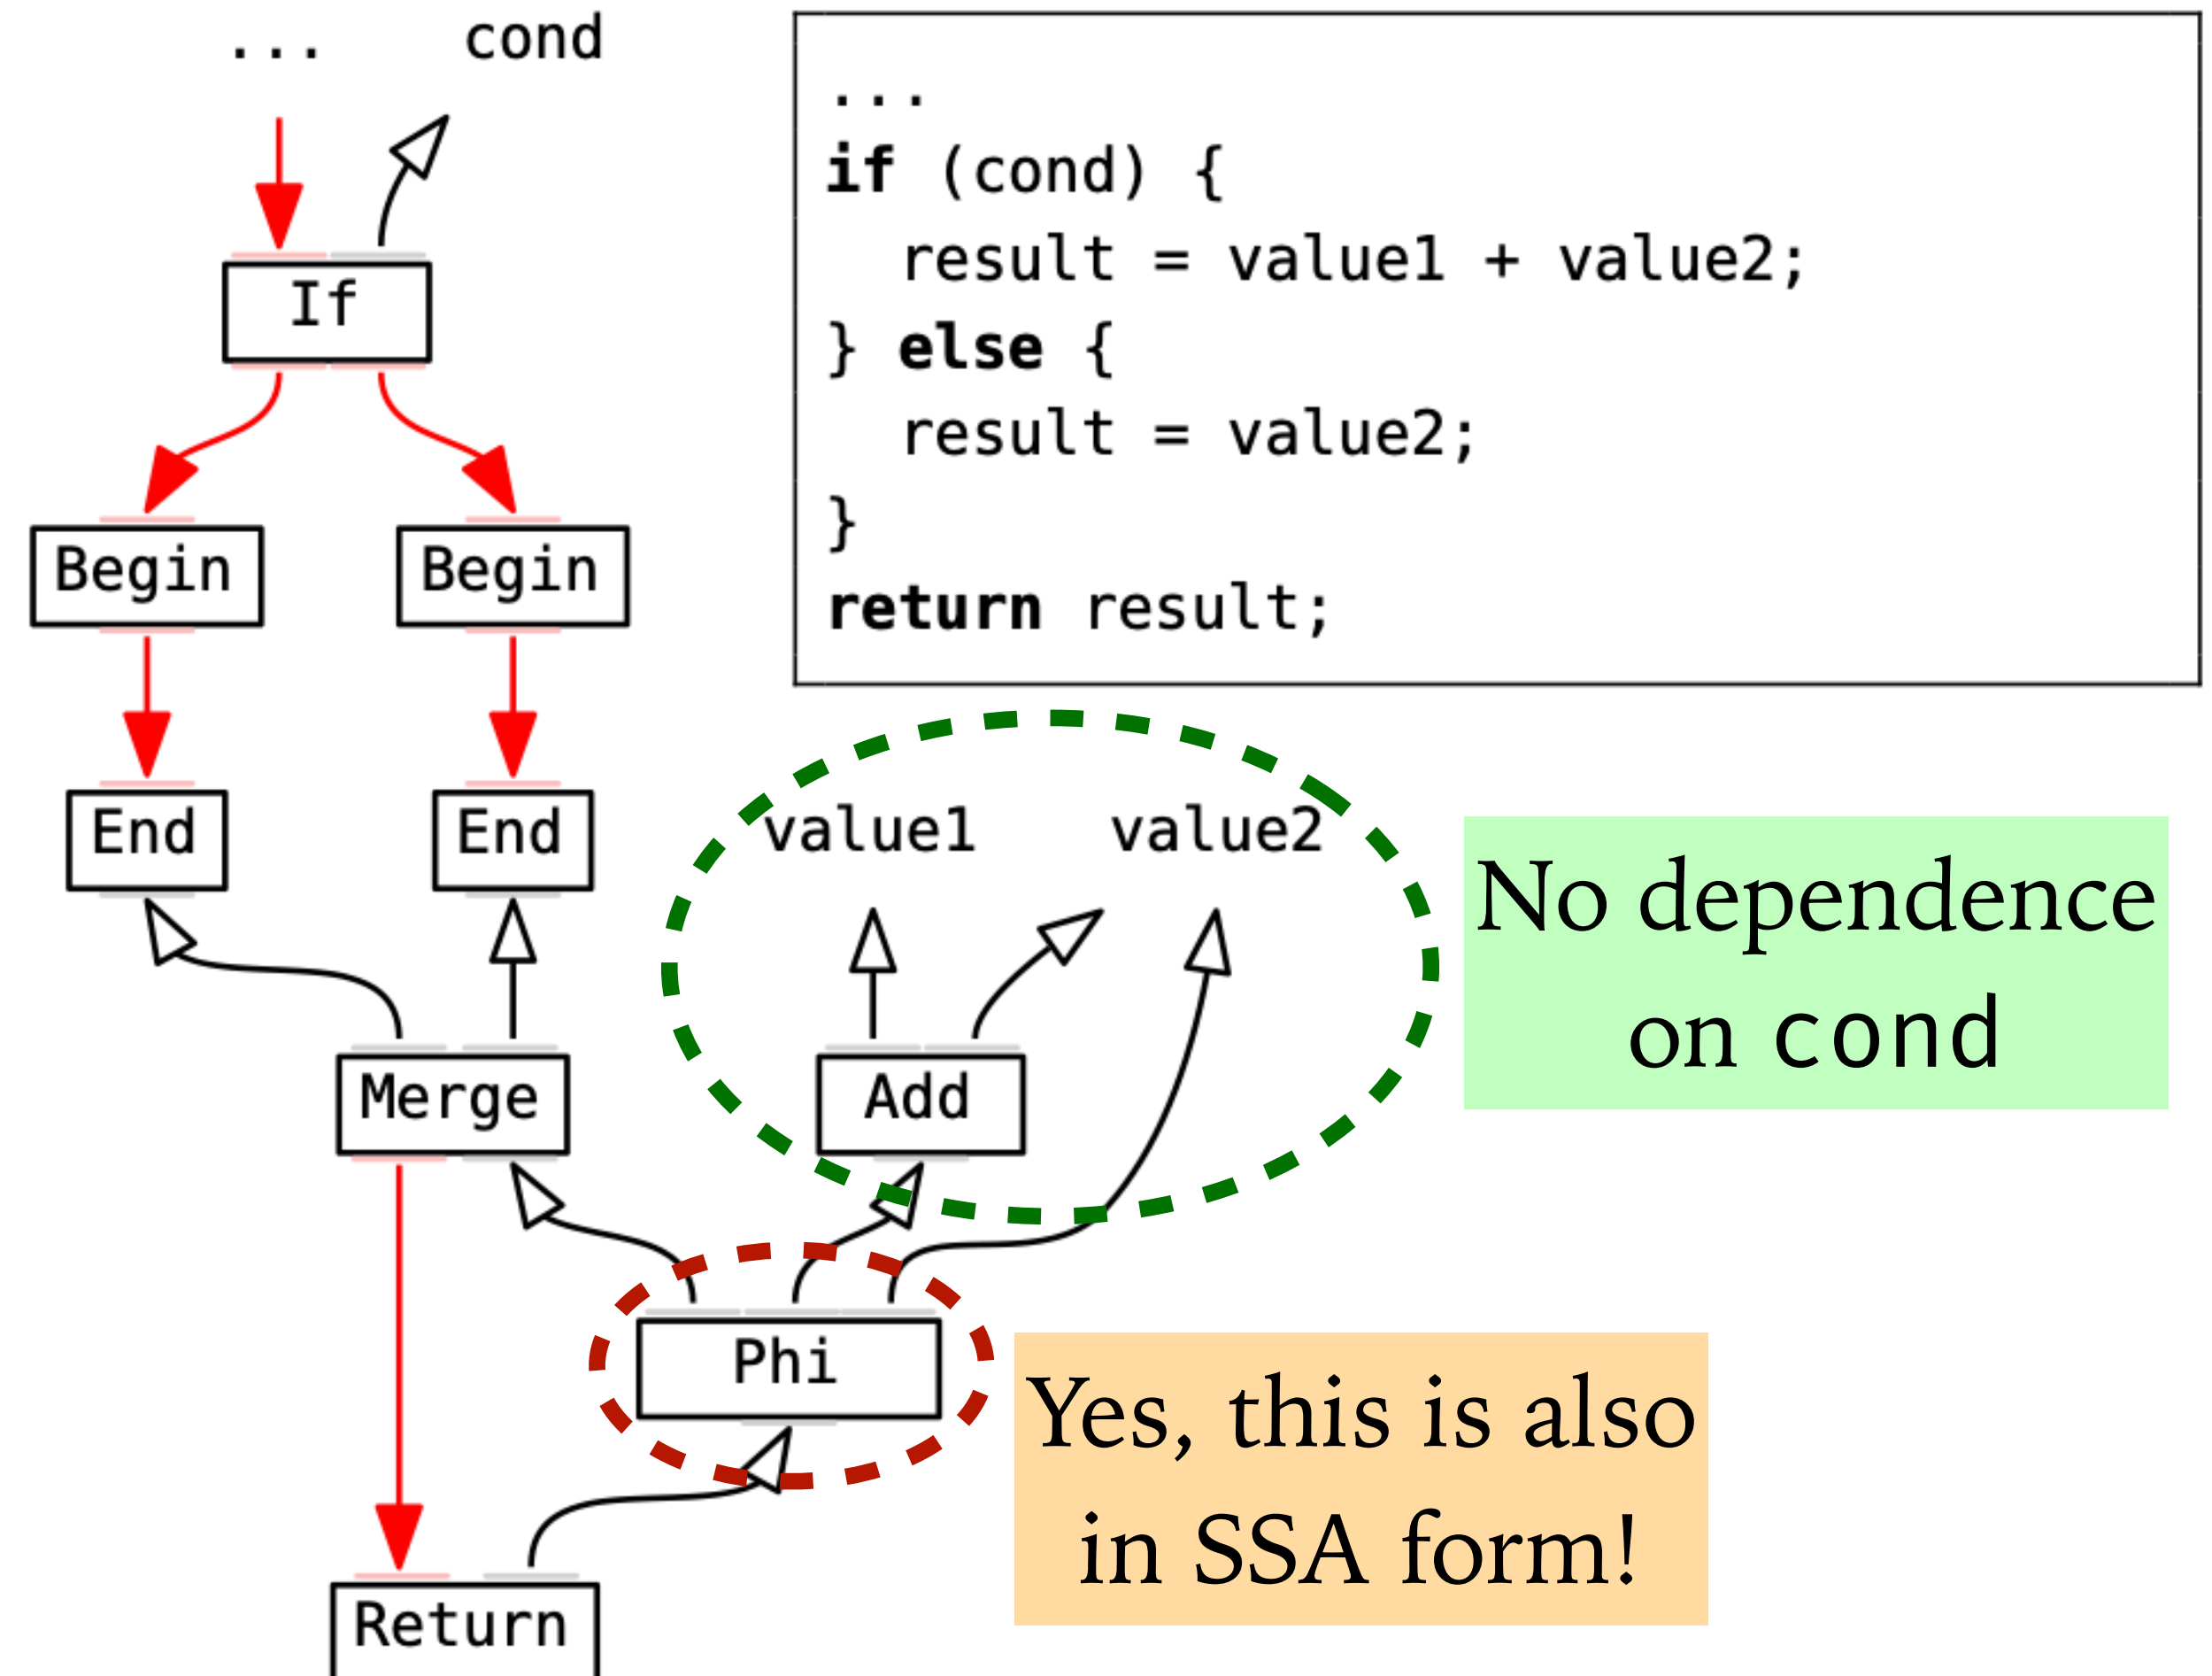 ... cond
...
if (cond) {
result = value1 + value2;
} else {
result = value2;
}
return result;
If
Begin Begin
End End
value1 value2
No dependence
on cond
Merge
Add
Phi
Yes, this is also
in SSA form!
Return